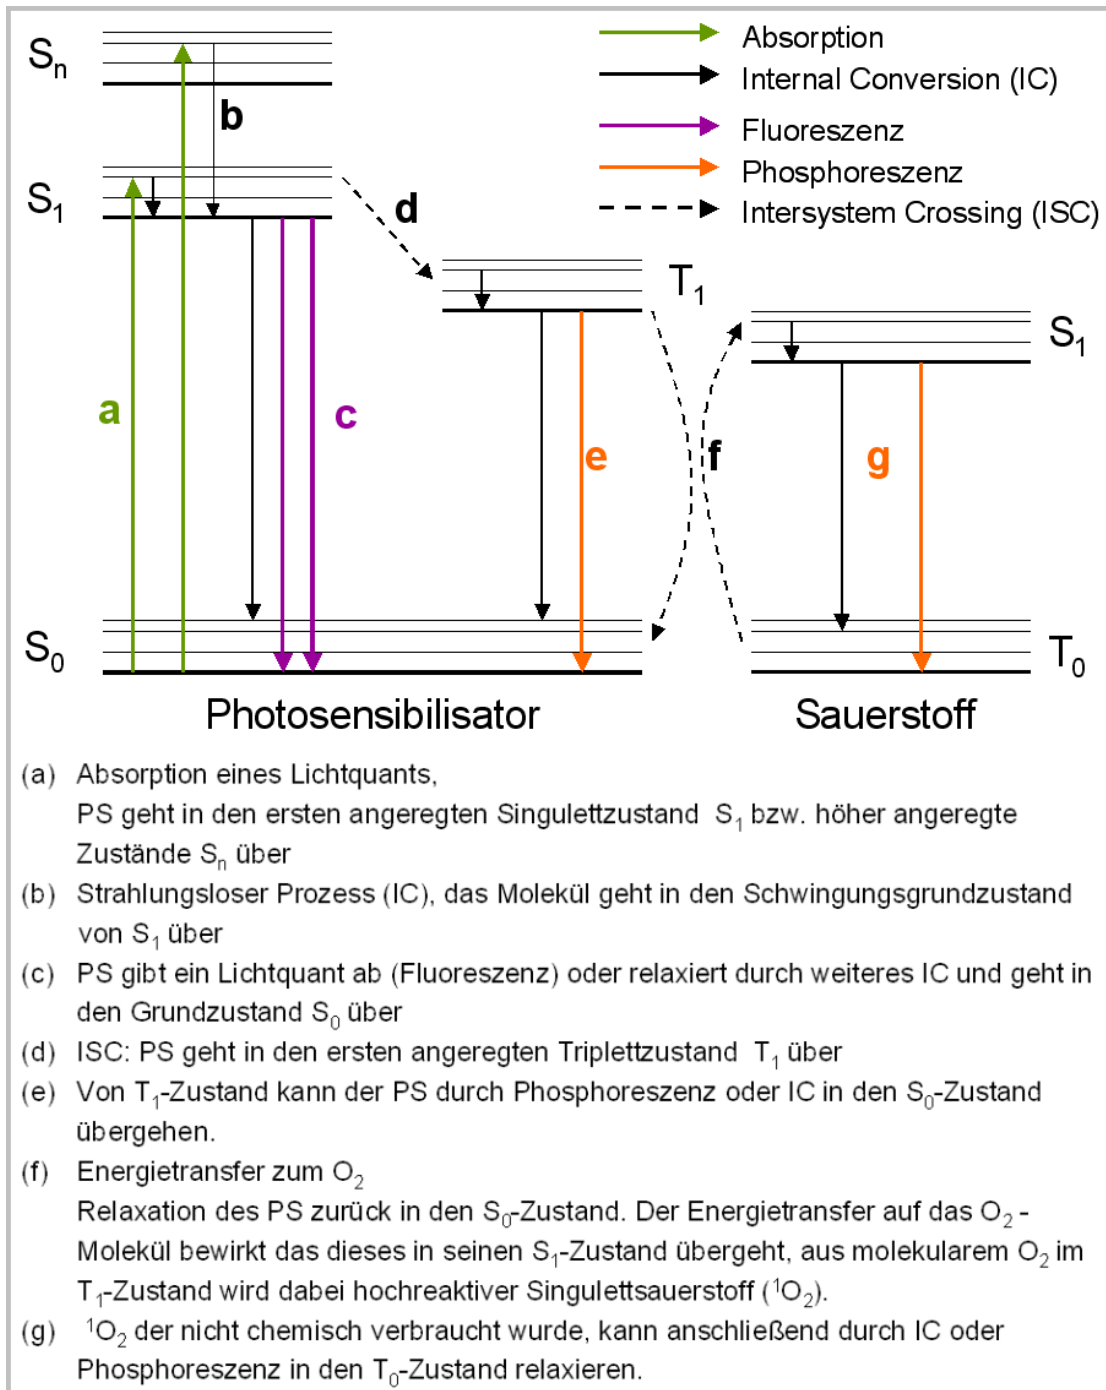 Sₙ
Absorption
Internal Conversion (IC)
b
Fluoreszenz
Phosphoreszenz
S₁
d
Intersystem Crossing (ISC)
T₁
S₁
a
c
e
f
g
S₀
T₀
Photosensibilisator
Sauerstoff
(a) Absorption eines Lichtquants,
PS geht in den ersten angeregten Singulettzustand S₁ bzw. höher angeregte
Zustände Sₙ über
(b) Strahlungsloser Prozess (IC), das Molekül geht in den Schwingungsgrundzustand
von S₁ über
(c) PS gibt ein Lichtquant ab (Fluoreszenz) oder relaxiert durch weiteres IC und geht in
den Grundzustand S₀ über
(d) ISC: PS geht in den ersten angeregten Triplettzustand T₁ über
(e) Von T₁-Zustand kann der PS durch Phosphoreszenz oder IC in den S₀-Zustand
übergehen.
(f) Energietransfer zum O₂
Relaxation des PS zurück in den S₀-Zustand. Der Energietransfer auf das O₂ -
Molekül bewirkt das dieses in seinen S₁-Zustand übergeht, aus molekularem O₂ im
T₁-Zustand wird dabei hochreaktiver Singulettsauerstoff (¹O₂).
(g) ¹O₂ der nicht chemisch verbraucht wurde, kann anschließend durch IC oder
Phosphoreszenz in den T₀-Zustand relaxieren.